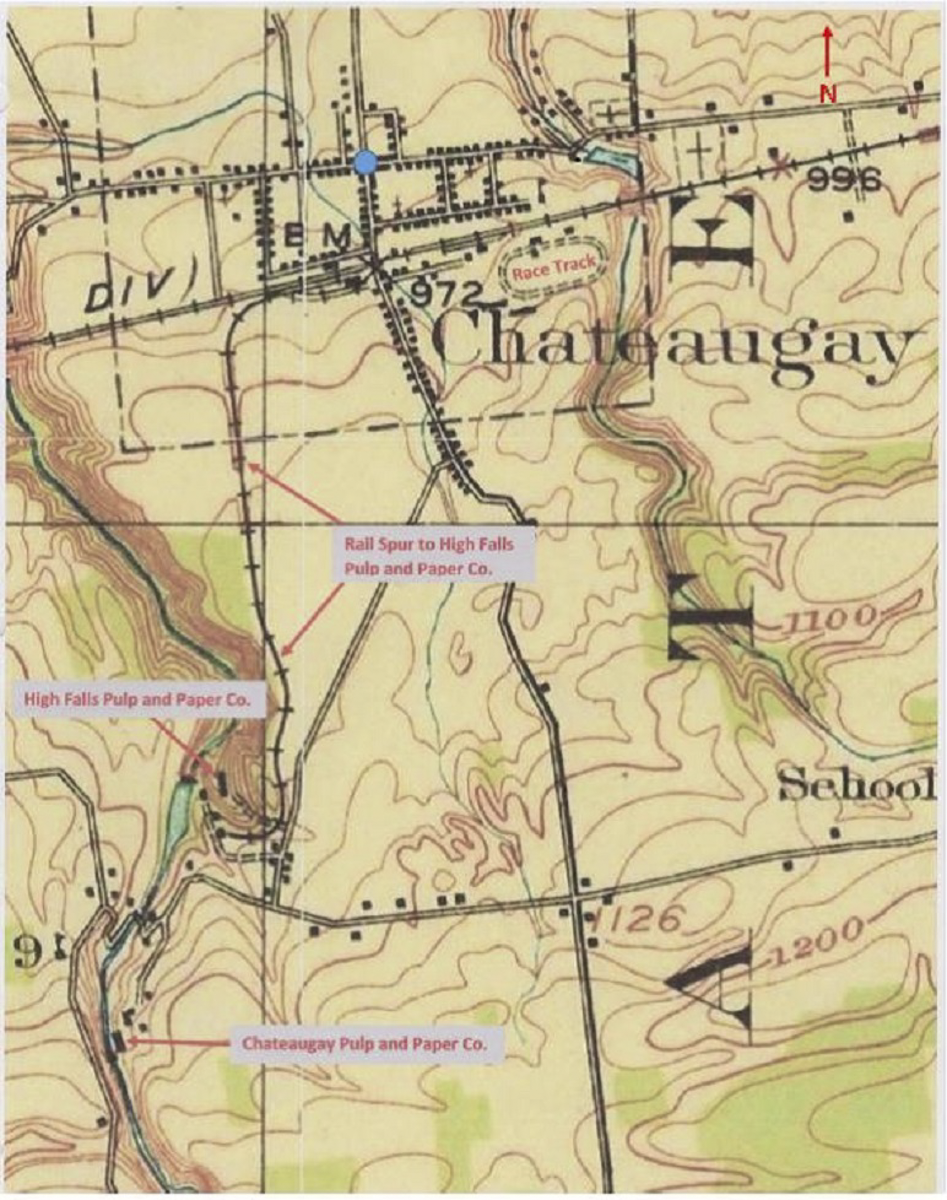 N
996
E
B M
DIV)
Race Track
972
Chateaugay
Rail Spur to High Falls
Pulp and Paper Co.
T
1100
High Falls Pulp and Paper Co.
School
1126
9
A
1200
Chateaugay Pulp and Paper Co.